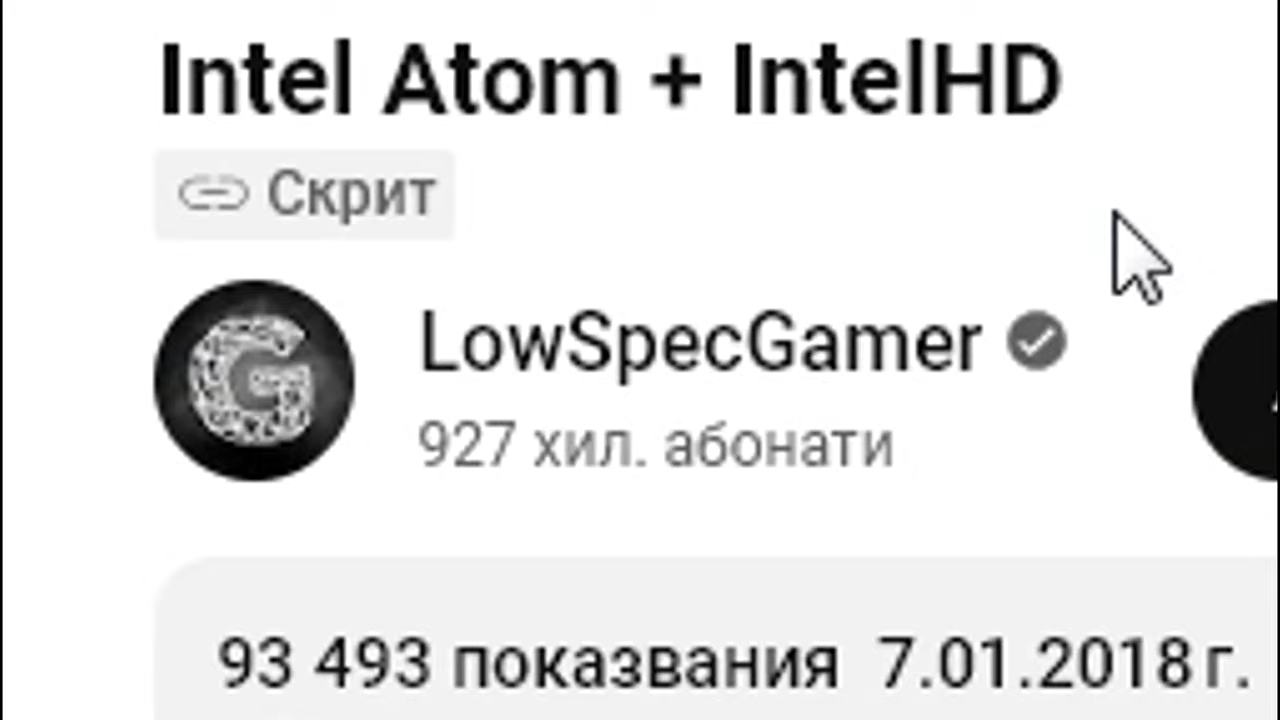 Intel Atom + IntelHD
Скрит
LowSpecGamer
927 хил. абонати
93 493 показвания 7.01.2018 г.